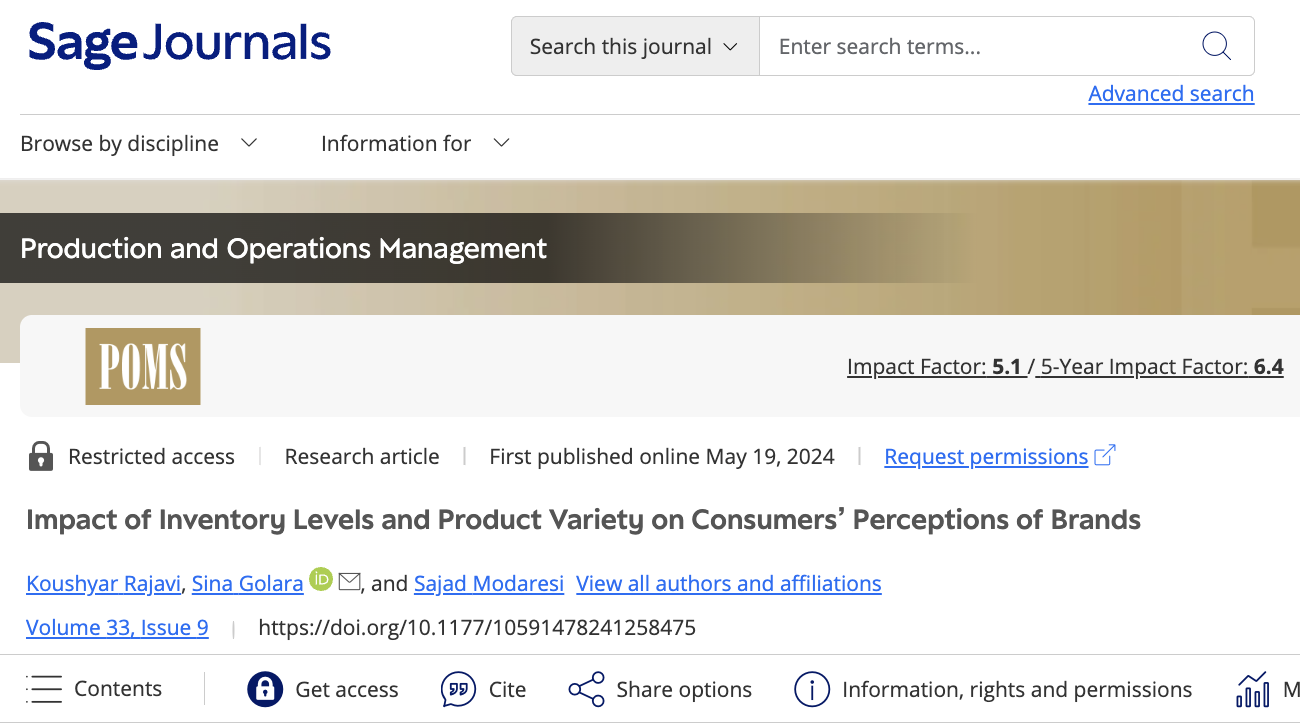 Sage Journals
Search this journal Enter search terms...
Advanced search
Browse by discipline Information for
Production and Operations Management
POMS
Impact Factor: 5.1 / 5-Year Impact Factor: 6.4
Restricted access | Research article | First published online May 19, 2024 | Request permissions
Impact of Inventory Levels and Product Variety on Consumers’ Perceptions of Brands
Koushyar Rajavi, Sina Golara iD, and Sajad Modaresi View all authors and affiliations
Volume 33, Issue 9 | https://doi.org/10.1177/10591478241258475
Contents Get access Cite Share options Information, rights and permissions M